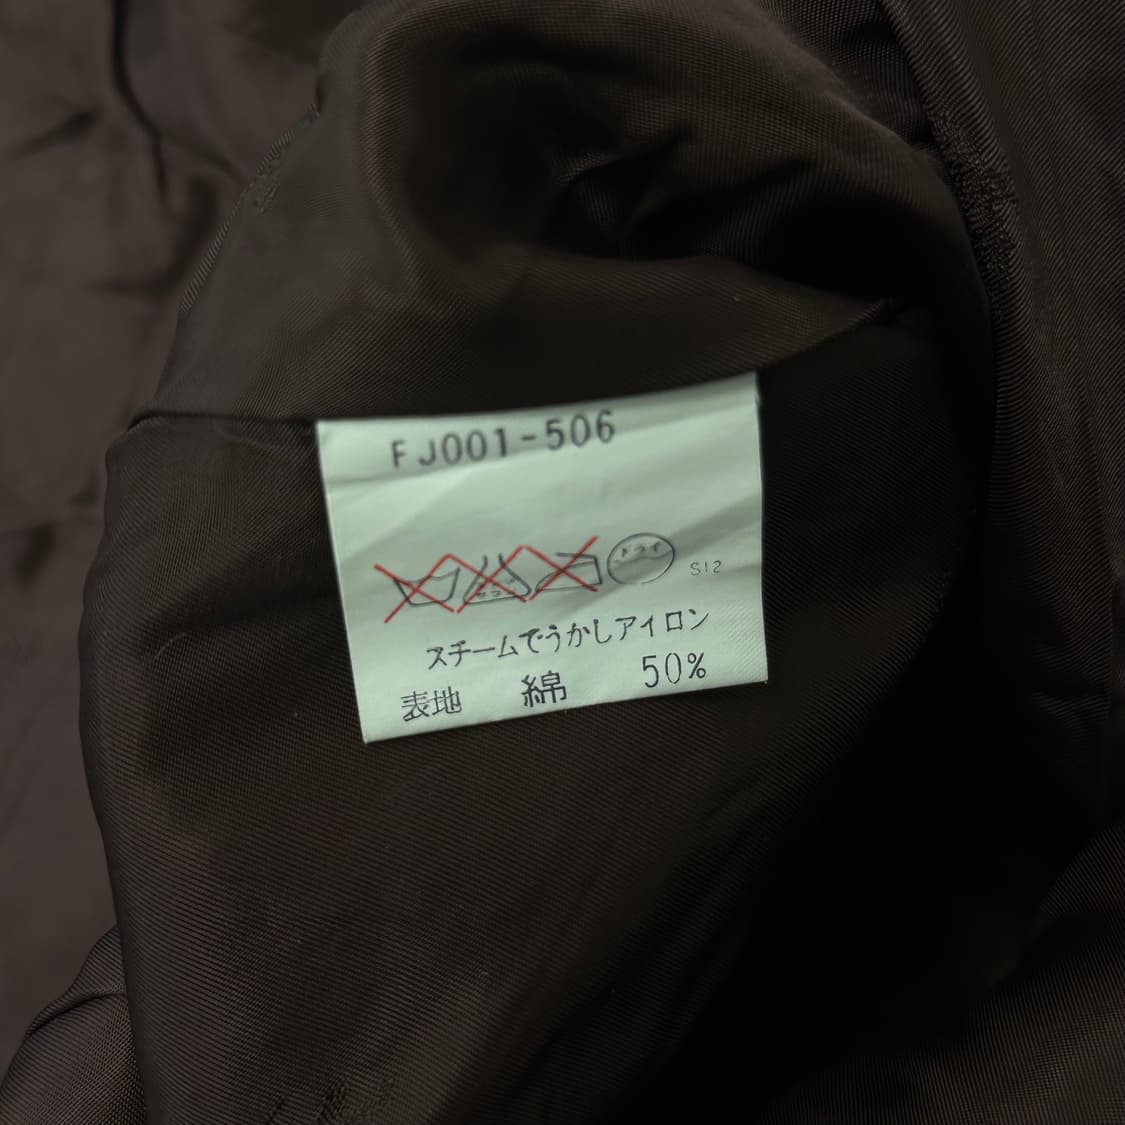 FJ001-506
ドライ S12
スチームでうかしアイロン
表地 綿 50%